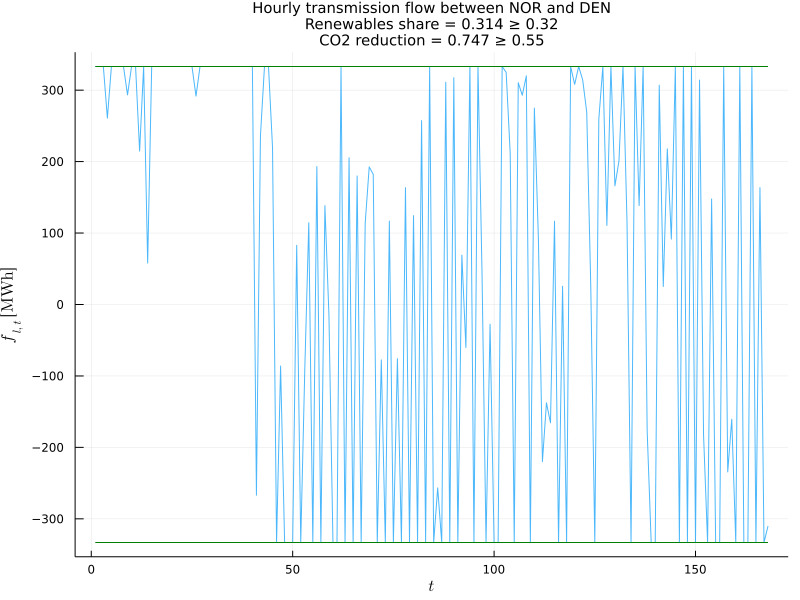 Hourly transmission flow between NOR and DEN
Renewables share = 0.314 ≥ 0.32
CO2 reduction = 0.747 ≥ 0.55
300
200
100
0
−100
−200
−300
f_{l,t} [MWh]
0 50 100 150
t